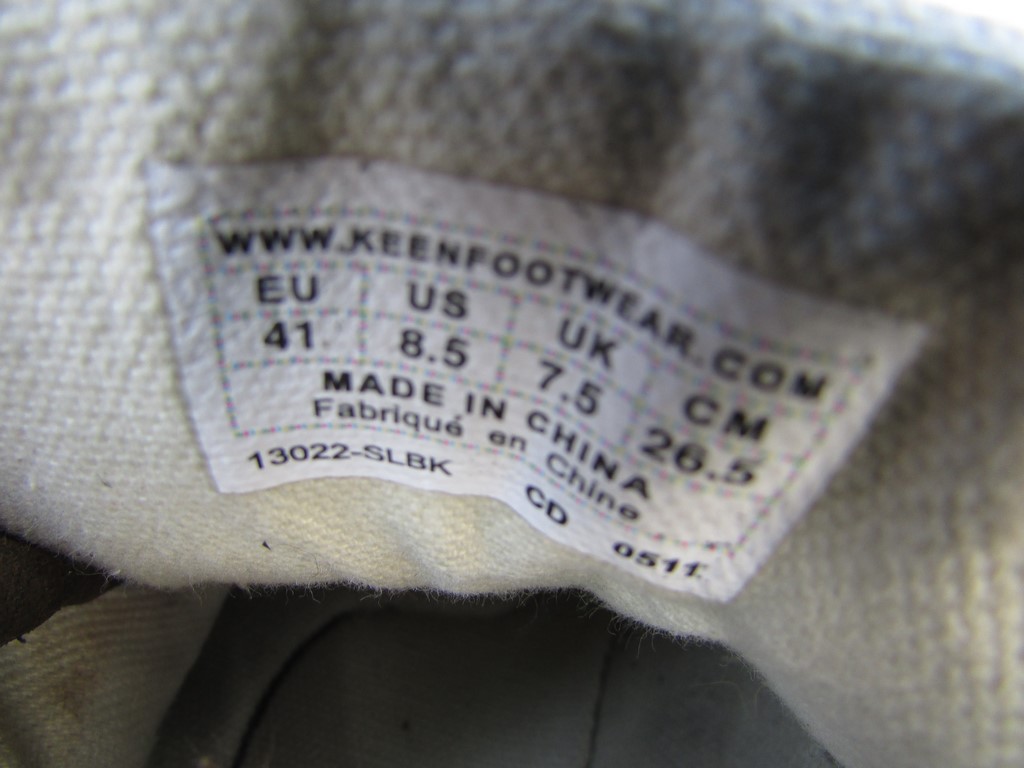 WWW.KEENFOOTWEAR.COM
EU US UK CM
41 8.5 7.5 26.5
MADE IN CHINA
Fabriqué en Chine
13022-SLBK CD 0511